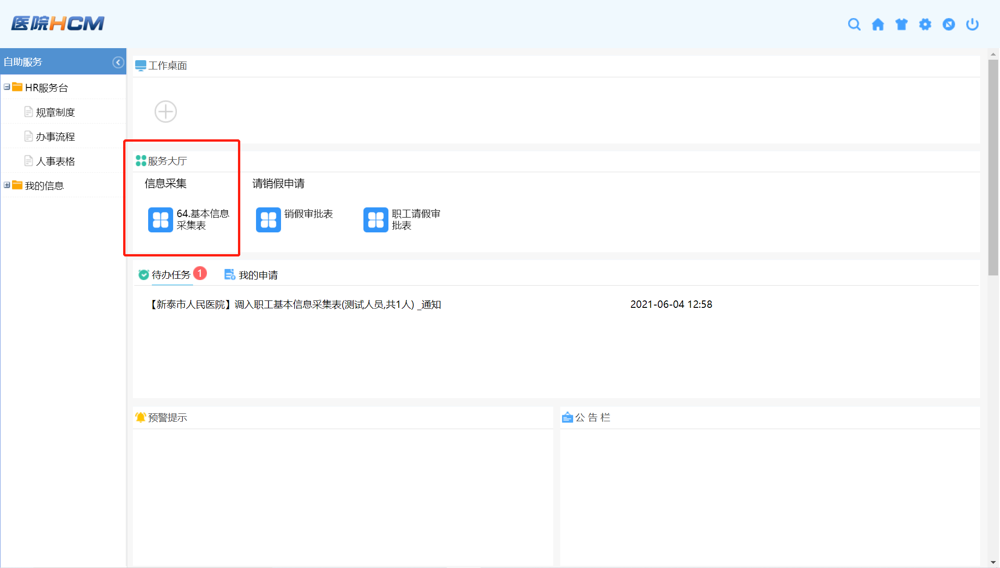 医院HCM
自助服务
HR服务台
规章制度
办事流程
人事表格
我的信息
工作桌面
服务大厅
信息采集 请销假申请
64.基本信息 销假审批表 职工请假审
采集表 批表
待办任务 1 我的申请
【新泰市人民医院】调入职工基本信息采集表(测试人员,共1人) _通知 2021-06-04 12:58
预警提示 公 告 栏